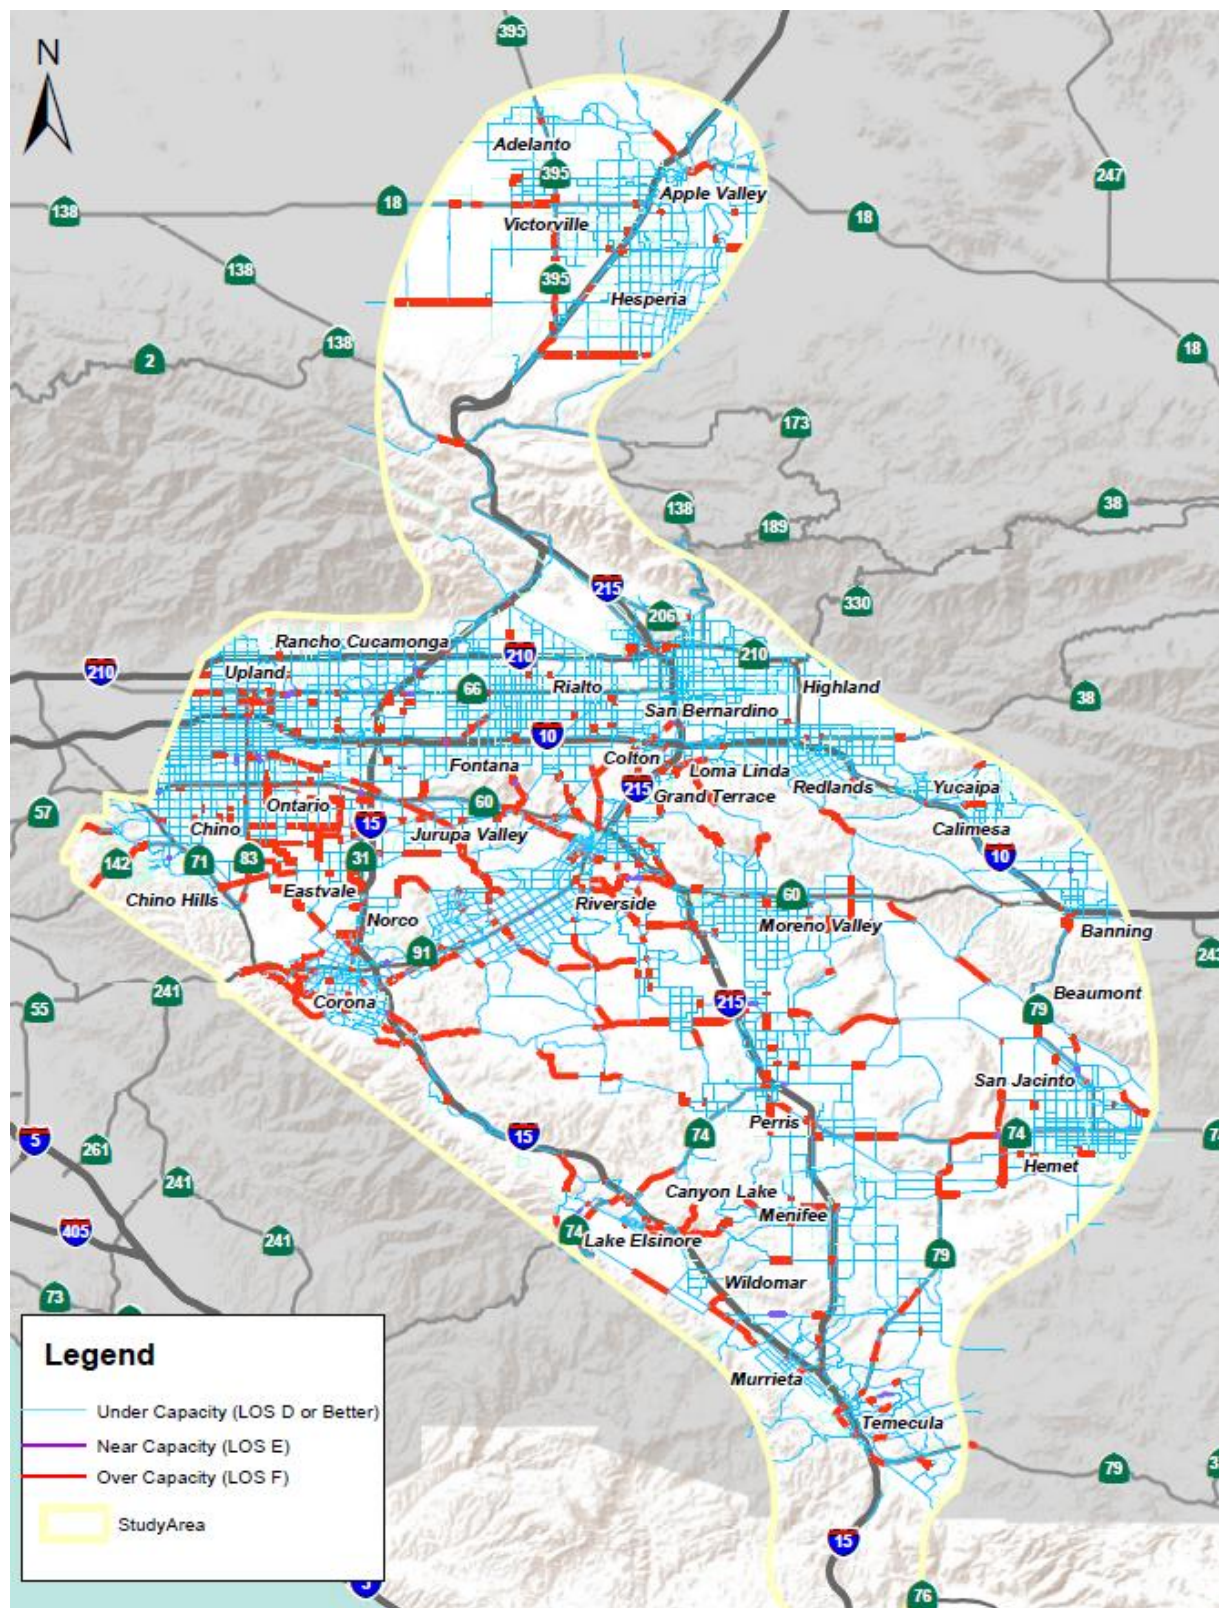 N
395
Adelanto
395
247
Apple Valley
138
18
18
Victorville
138
395
Hesperia
138
2
18
173
138
38
189
215
330
206
Rancho Cucamonga
210
210
210
Upland
66
Rialto
Highland
38
San Bernardino
10
Colton
Fontana
Loma Linda
215
Redlands
Yucaipa
Grand Terrace
57
Ontario
60
Chino
15
Jurupa Valley
Calimesa
142
71
83
31
10
Chino Hills
Eastvale
Riverside
60
Norco
Moreno Valley
Banning
91
241
Corona
Beaumont
55
215
79
San Jacinto
Perris
5
261
15
74
74
Hemet
241
Canyon Lake
405
Menifee
241
74
Lake Elsinore
79
73
Wildomar
Legend
Murrieta
Under Capacity (LOS D or Better)
Temecula
Near Capacity (LOS E)
79
Over Capacity (LOS F)
StudyArea
15
76